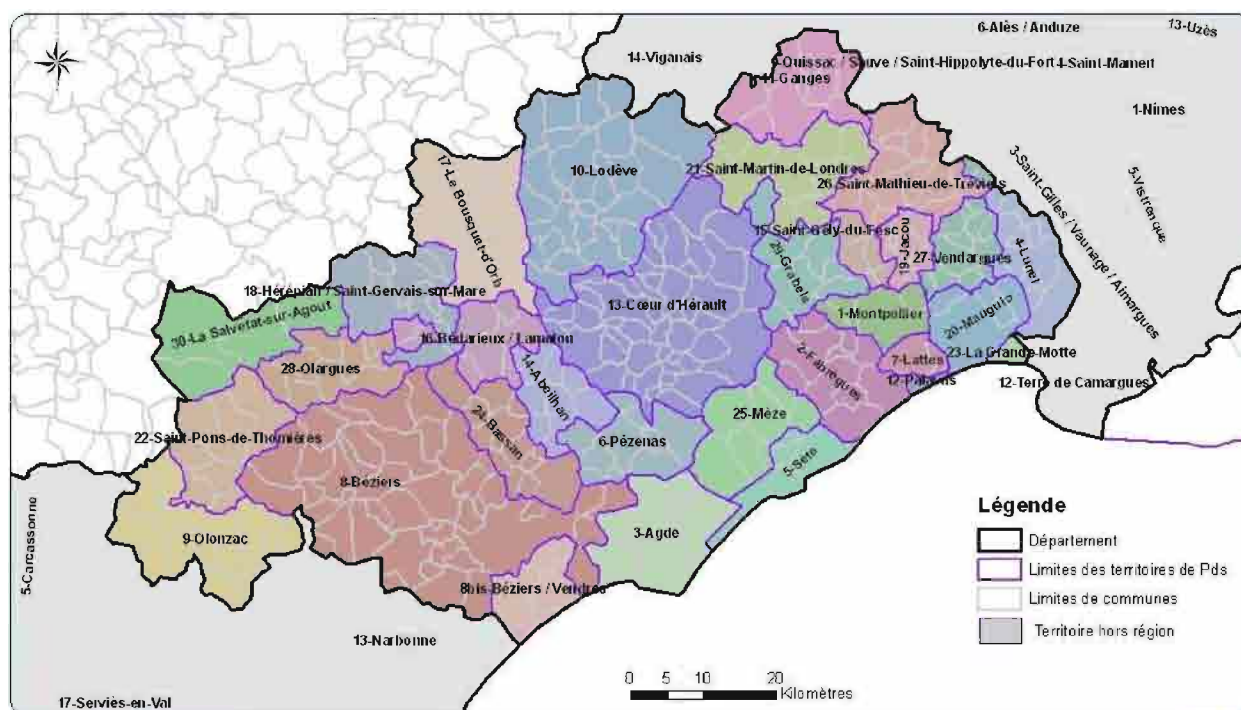 6-Alès / Anduze
13-Uzès
14-Viganais
-Quissac / Sauve / Saint-Hippolyte-du-Fort
4-Saint-Mamert
11-Ganges
1-Nîmes
3-Saint-Gilles / Vaunage / Aimargues
5-Vistrenque
17-Le Bousquet-d'Orb
10-Lodève
21-Saint-Martin-de-Londres
26-Saint-Mathieu-de-Tréviers
15-Saint-Gély-du-Fesc
19-Jacou
29-Grabels
27-Vendargues
4-Lunel
18-Hérépian / Saint-Gervais-sur-Mare
13-Cœur d'Hérault
1-Montpellier
20-Mauguio
30-La Salvetat-sur-Agout
16-Bédarieux / Lamalou
23-La Grande-Motte
28-Olargues
14-Abeilhan
2-Fabrègues
7-Lattes
12-Palavas
12-Terre de Camargues
22-Saint-Pons-de-Thomières
24-Bassan
25-Mèze
6-Pézenas
5-Sète
8-Béziers
9-Olonzac
3-Agde
5-Carcassonne
8bis-Béziers / Vendres
13-Narbonne
17-Serviès-en-Val
Légende
Département
Limites des territoires de Pds
Limites de communes
Territoire hors région
0 5 10 20
Kilomètres